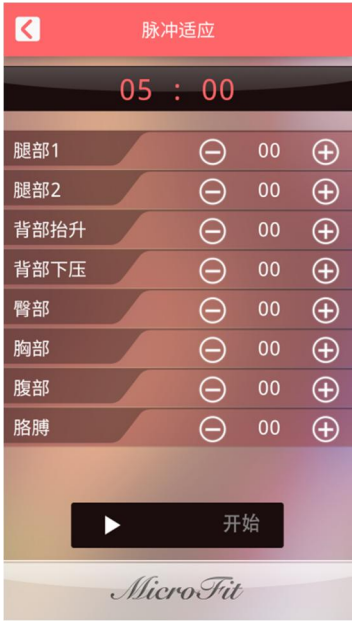 脉冲适应
05 : 00
腿部1 00
腿部2 00
背部抬升 00
背部下压 00
臀部 00
胸部 00
腹部 00
胳膊 00
开始
MicroFit